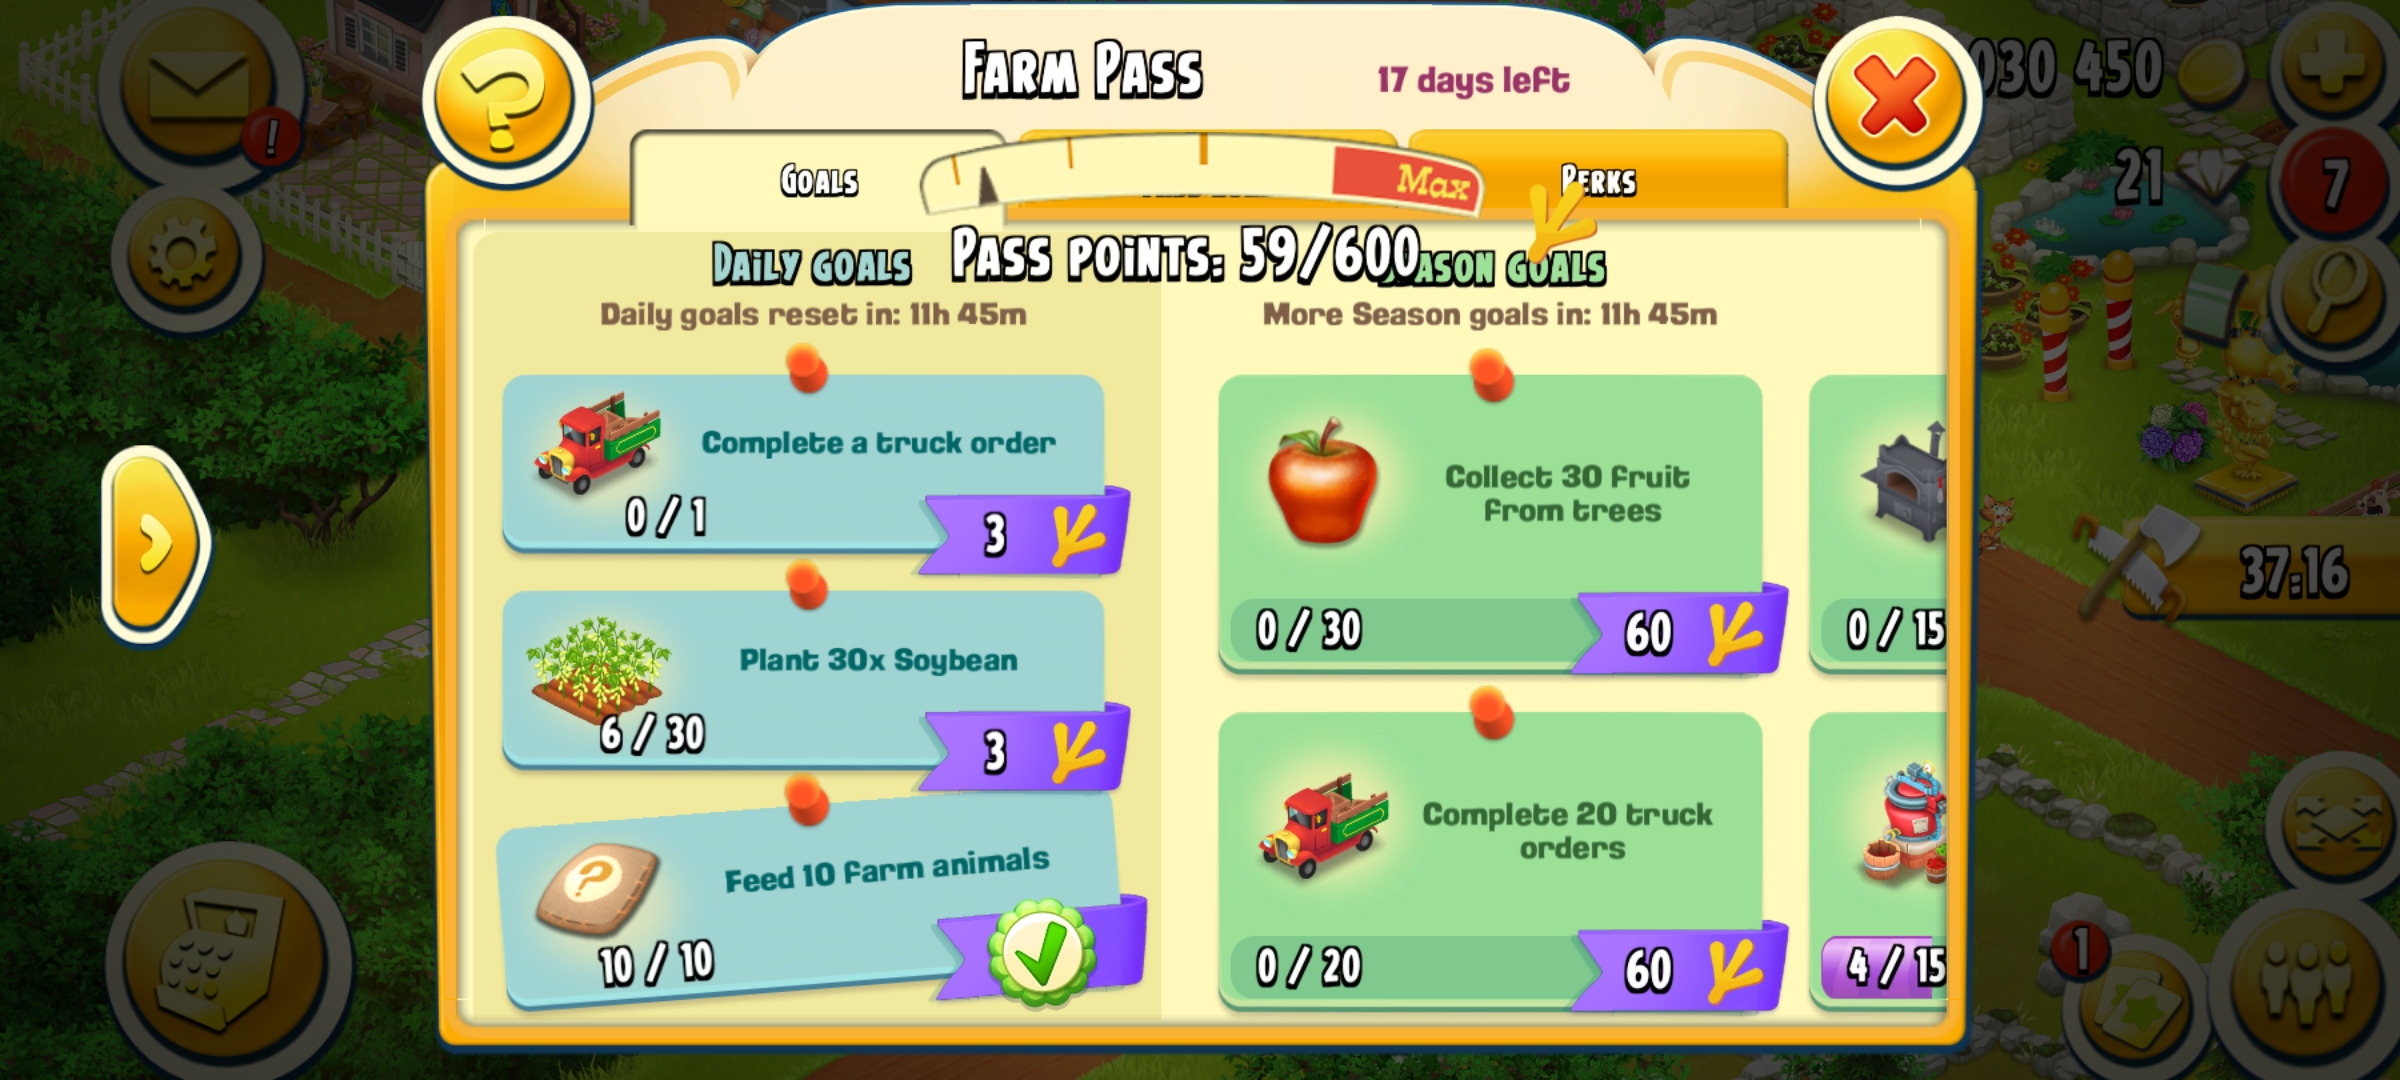 FARM PASS
17 days left
030 450
GOALS
Max
PERKS
21
7
DAILY GOALS
PASS POINTS: 59/600
ASON GOALS
Daily goals reset in: 11h 45m
More Season goals in: 11h 45m
Complete a truck order
0 / 1
3
Collect 30 fruit
from trees
0 / 30
60
0 / 15
37:16
Plant 30x Soybean
6 / 30
3
Complete 20 truck
orders
0 / 20
60
4 / 15
Feed 10 farm animals
10 / 10
1